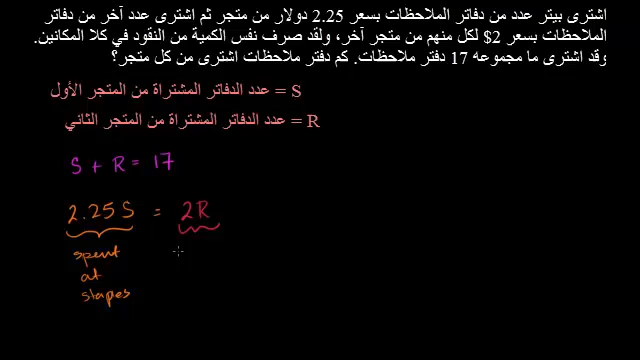 اشترى بيتر عدد من دفاتر الملاحظات بسعر 2.25 دولار من متجر ثم اشترى عدد آخر من دفاتر
الملاحظات بسعر 2$ لكل منهم من متجر آخر، ولقد صرف نفس الكمية من النقود في كلا المكانين.
وقد اشترى ما مجموعه 17 دفتر ملاحظات. كم دفتر ملاحظات اشترى من كل متجر؟
S = عدد الدفاتر المشتراة من المتجر الأول
R = عدد الدفاتر المشتراة من المتجر الثاني
S + R = 17
2.25 S = 2R
spent
at
stapes